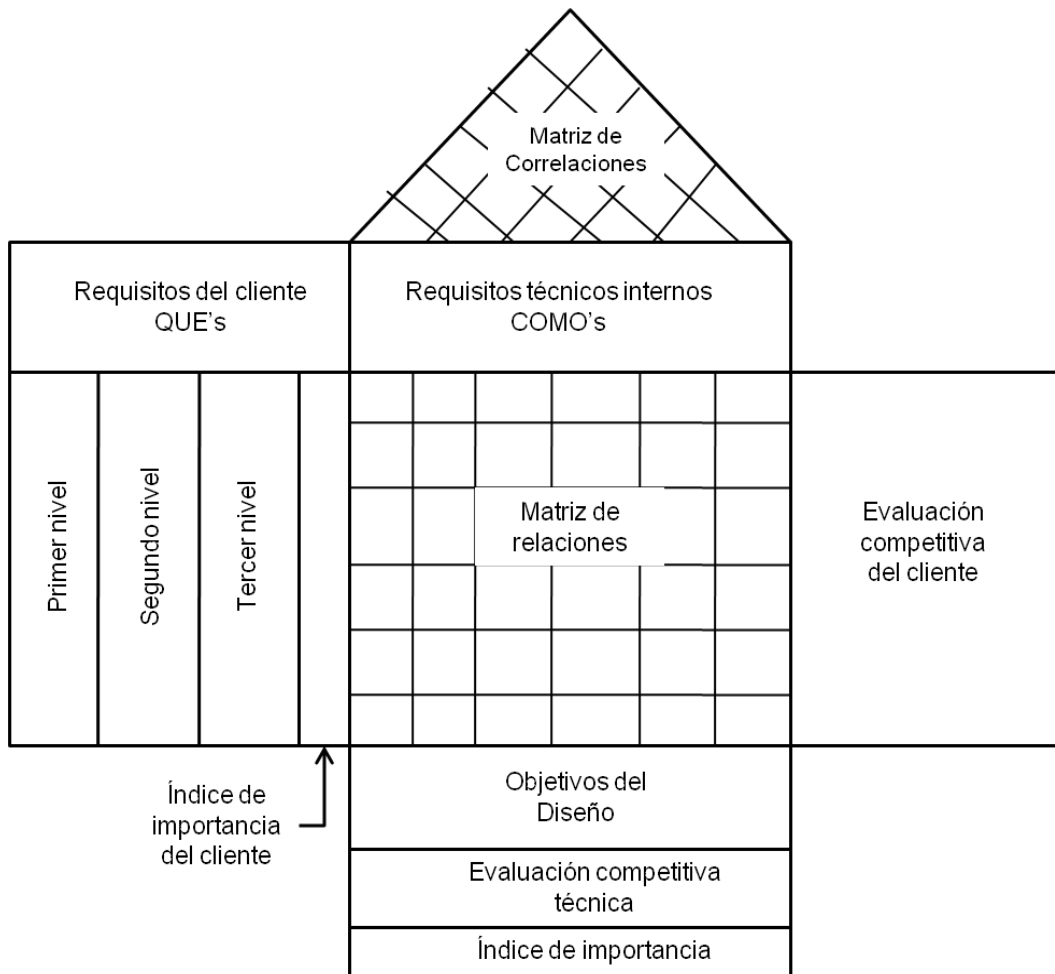 Matriz de
Correlaciones
Requisitos del cliente
QUE's
Requisitos técnicos internos
COMO's
Primer nivel
Segundo nivel
Tercer nivel
Matriz de
relaciones
Evaluación
competitiva
del cliente
Índice de
importancia
del cliente
Objetivos del
Diseño
Evaluación competitiva
técnica
Índice de importancia